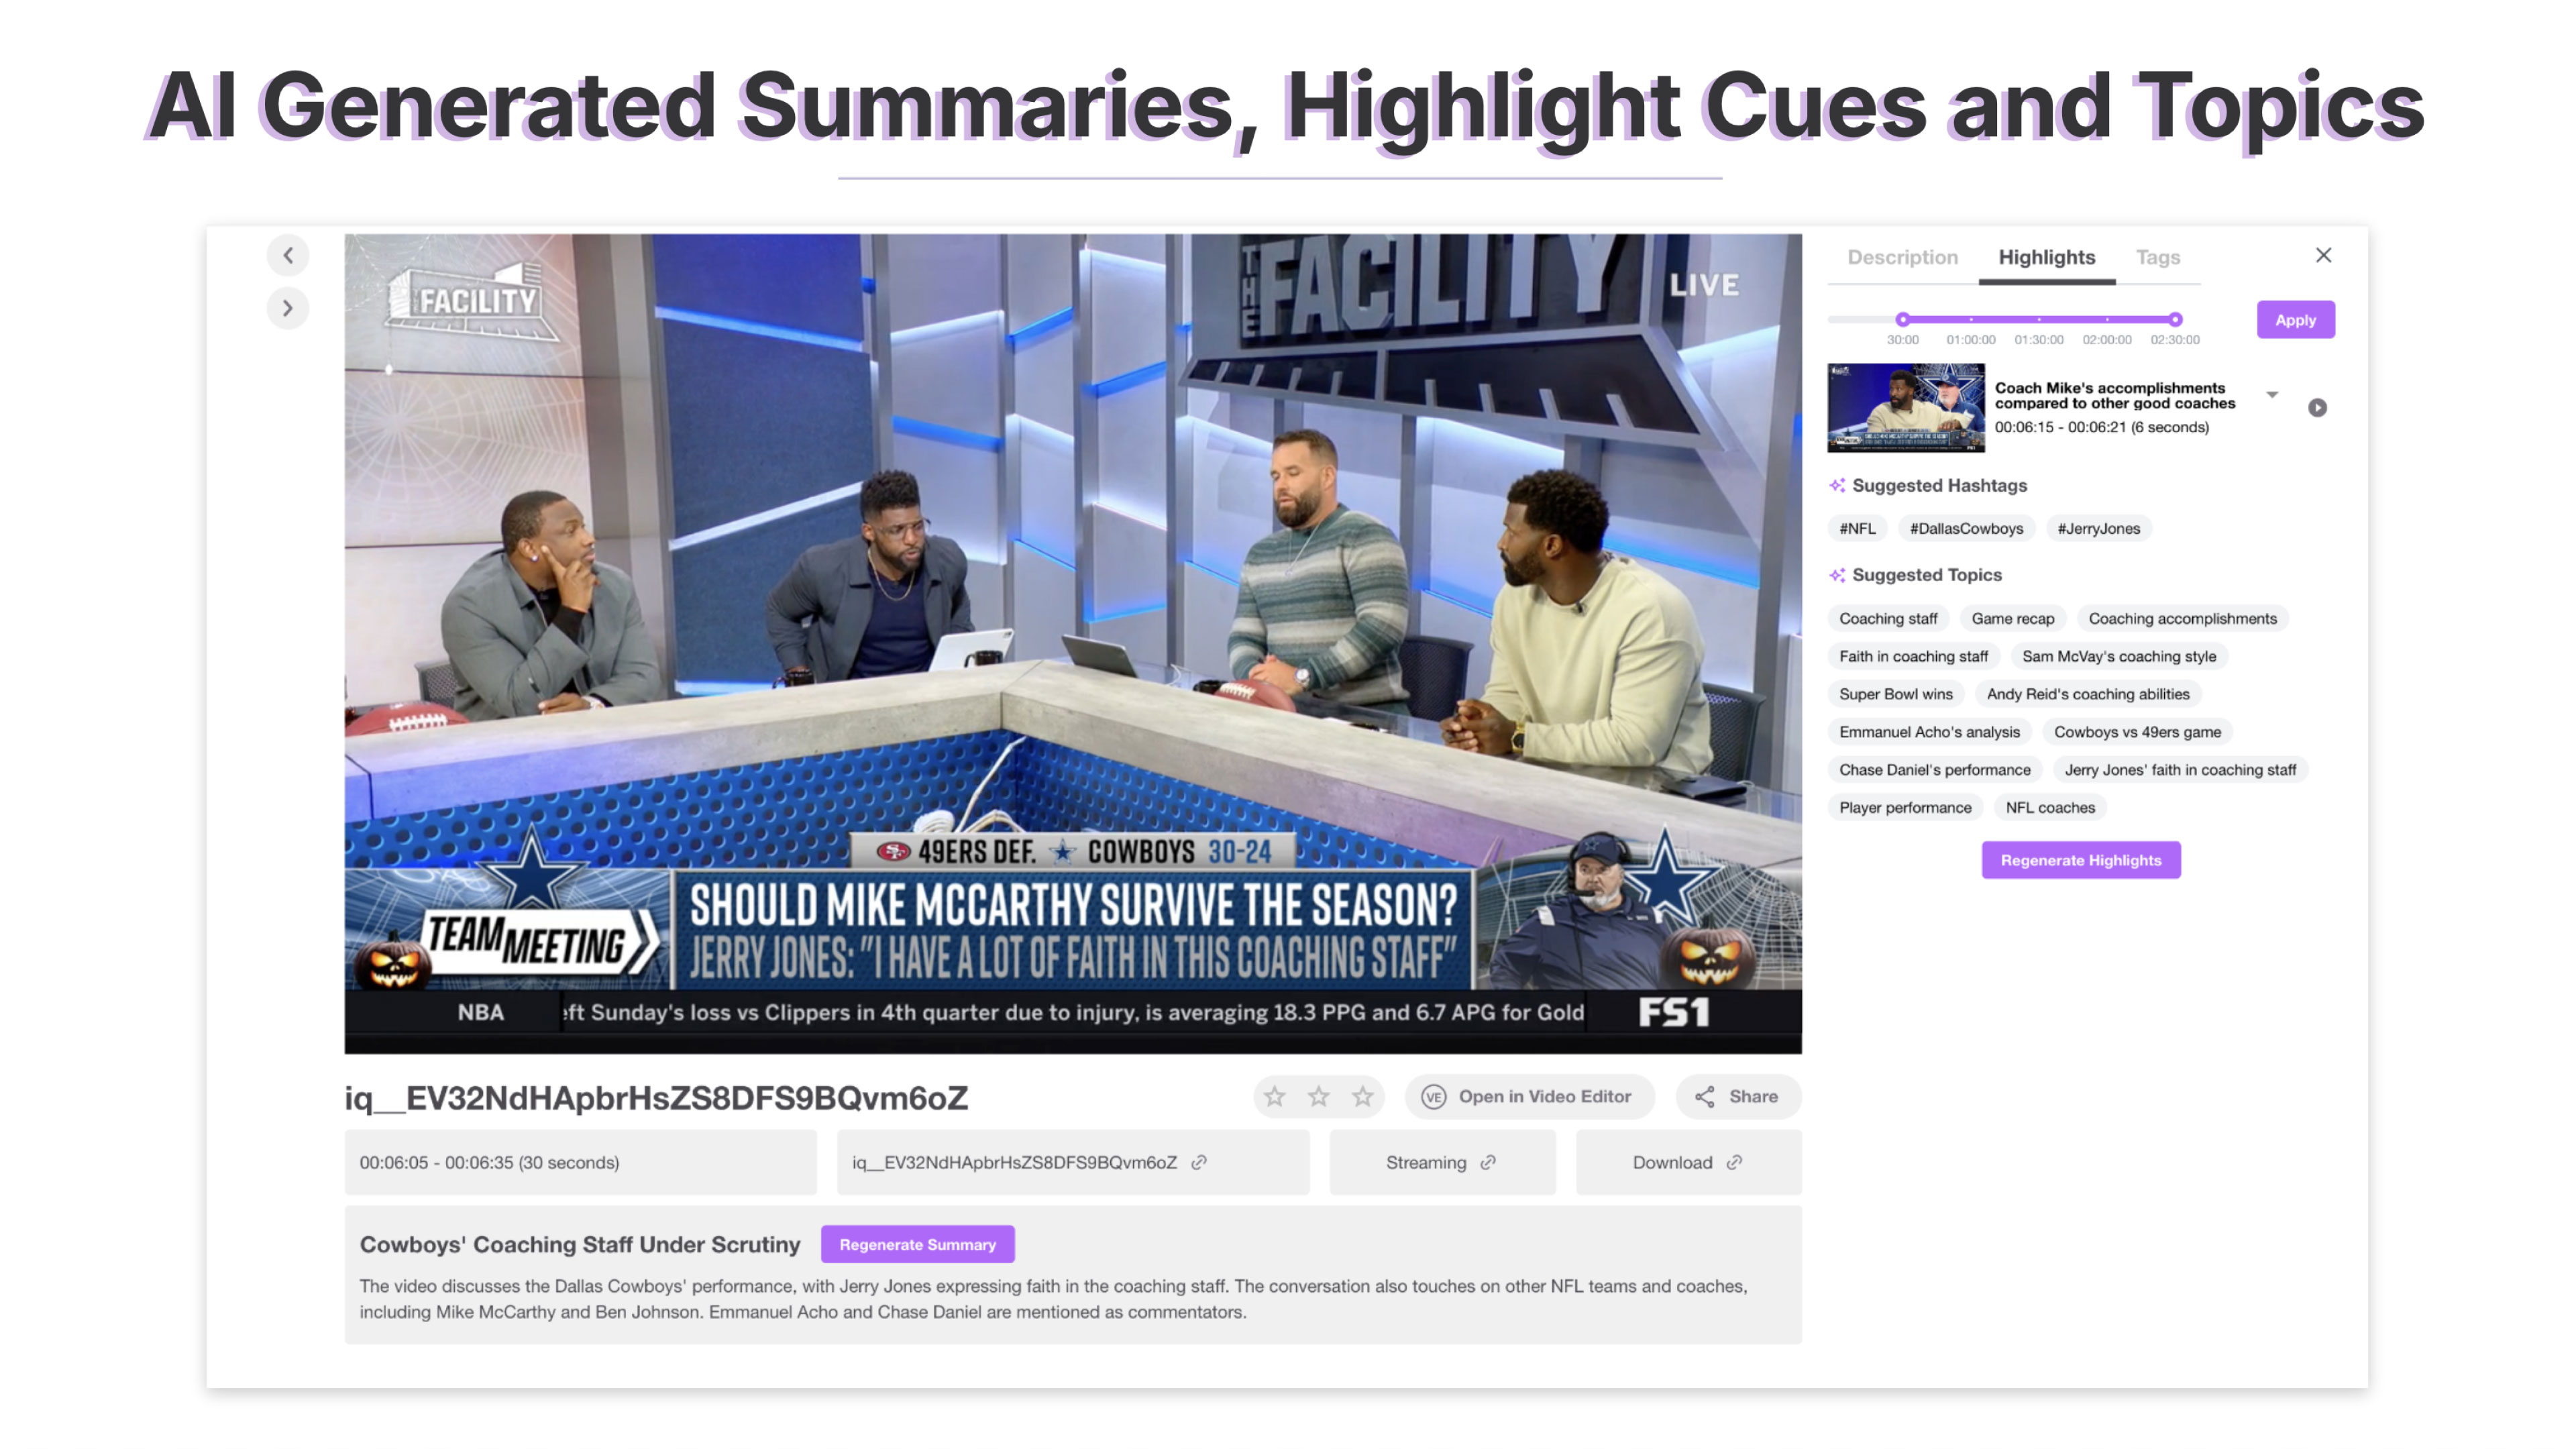 AI Generated Summaries, Highlight Cues and Topics
THE FACILITY
THE FACILITY
LIVE
49ERS DEF. COWBOYS 30-24
TEAM MEETING
SHOULD MIKE MCCARTHY SURVIVE THE SEASON?
JERRY JONES: "I HAVE A LOT OF FAITH IN THIS COACHING STAFF"
NBA
eft Sunday's loss vs Clippers in 4th quarter due to injury, is averaging 18.3 PPG and 6.7 APG for Gold
FS1
iq__EV32NdHApbrHsZS8DFS9BQvm6oZ
VE Open in Video Editor
Share
00:06:05 - 00:06:35 (30 seconds)
iq__EV32NdHApbrHsZS8DFS9BQvm6oZ
Streaming
Download
Cowboys' Coaching Staff Under Scrutiny
Regenerate Summary
The video discusses the Dallas Cowboys' performance, with Jerry Jones expressing faith in the coaching staff. The conversation also touches on other NFL teams and coaches,
including Mike McCarthy and Ben Johnson. Emmanuel Acho and Chase Daniel are mentioned as commentators.
Description Highlights Tags
30:00 01:00:00 01:30:00 02:00:00 02:30:00
Apply
Coach Mike's accomplishments
compared to other good coaches
00:06:15 - 00:06:21 (6 seconds)
Suggested Hashtags
#NFL #DallasCowboys #JerryJones
Suggested Topics
Coaching staff Game recap Coaching accomplishments
Faith in coaching staff Sam McVay's coaching style
Super Bowl wins Andy Reid's coaching abilities
Emmanuel Acho's analysis Cowboys vs 49ers game
Chase Daniel's performance Jerry Jones' faith in coaching staff
Player performance NFL coaches
Regenerate Highlights